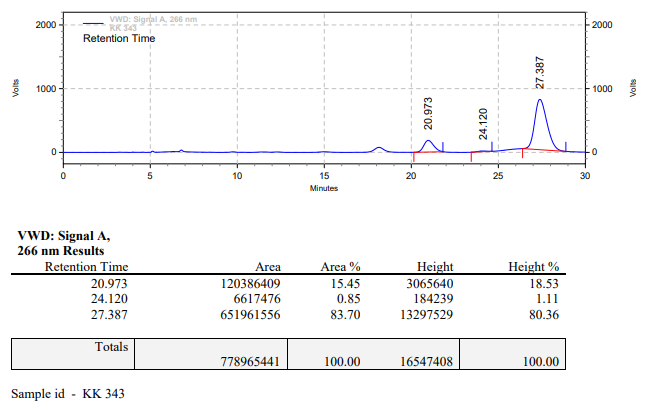 VWD: Signal A, 266 nm
KK 343
Retention Time
2000
1000
0
Volts
20.973
24.120
27.387
2000
1000
0
Volts
0 5 10 15 20 25 30
Minutes
VWD: Signal A,
266 nm Results
Retention Time Area Area % Height Height %
20.973 120386409 15.45 3065640 18.53
24.120 6617476 0.85 184239 1.11
27.387 651961556 83.70 13297529 80.36
Totals
778965441 100.00 16547408 100.00
Sample id - KK 343